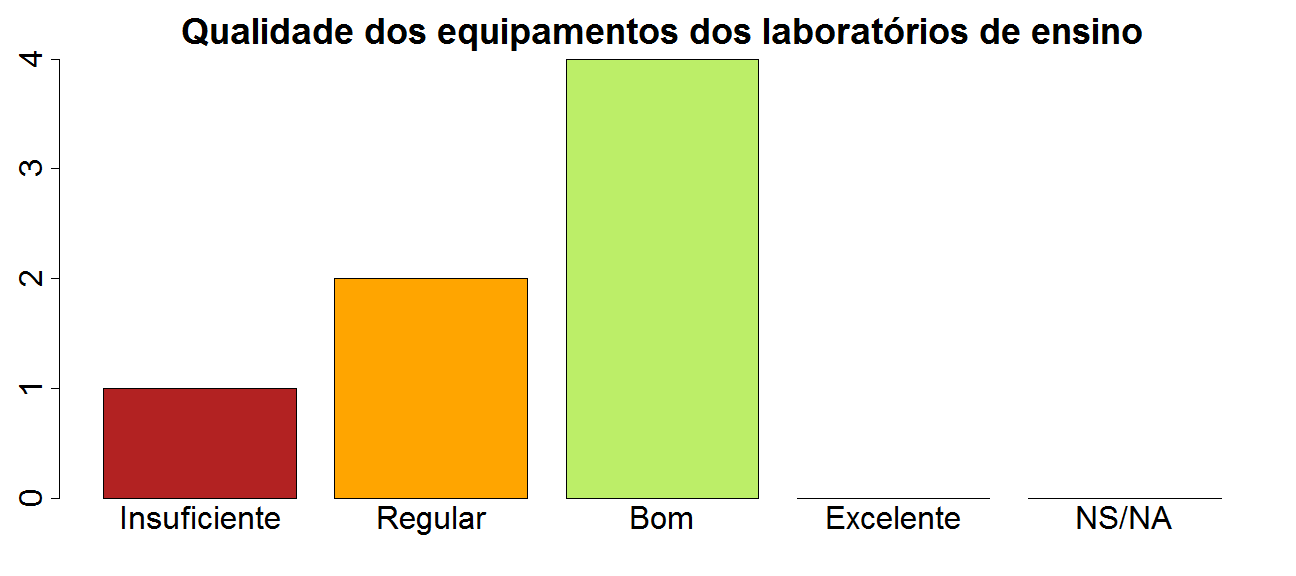 Qualidade dos equipamentos dos laboratórios de ensino
4
3
2
1
0
Insuficiente Regular Bom Excelente NS/NA